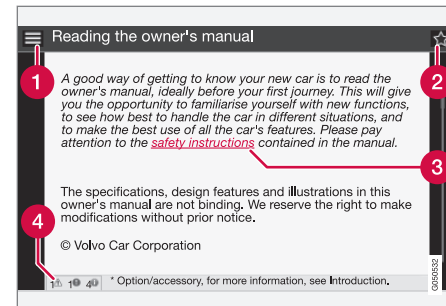 Reading the owner's manual
1
2
A good way of getting to know your new car is to read the
owner's manual, ideally before your first journey. This will give
you the opportunity to familiarise yourself with new functions,
to see how best to handle the car in different situations, and
to make the best use of all the car's features. Please pay
attention to the safety instructions contained in the manual.
3
The specifications, design features and illustrations in this
owner's manual are not binding. We reserve the right to make
modifications without prior notice.
4
© Volvo Car Corporation
1 1 4 * Option/accessory, for more information, see Introduction.
G050532